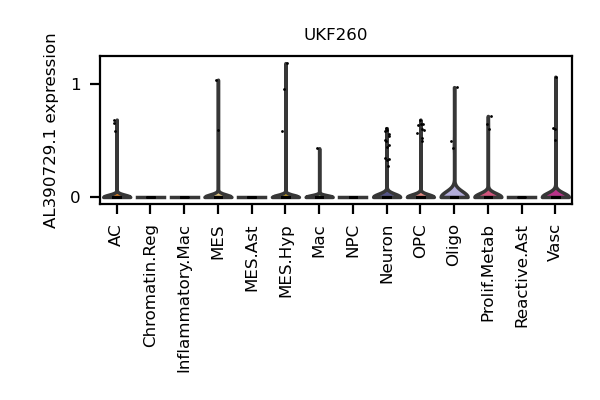 UKF260
AL390729.1 expression
1
0
AC
Chromatin.Reg
Inflammatory.Mac
MES
MES.Ast
MES.Hyp
Mac
NPC
Neuron
OPC
Oligo
Prolif.Metab
Reactive.Ast
Vasc